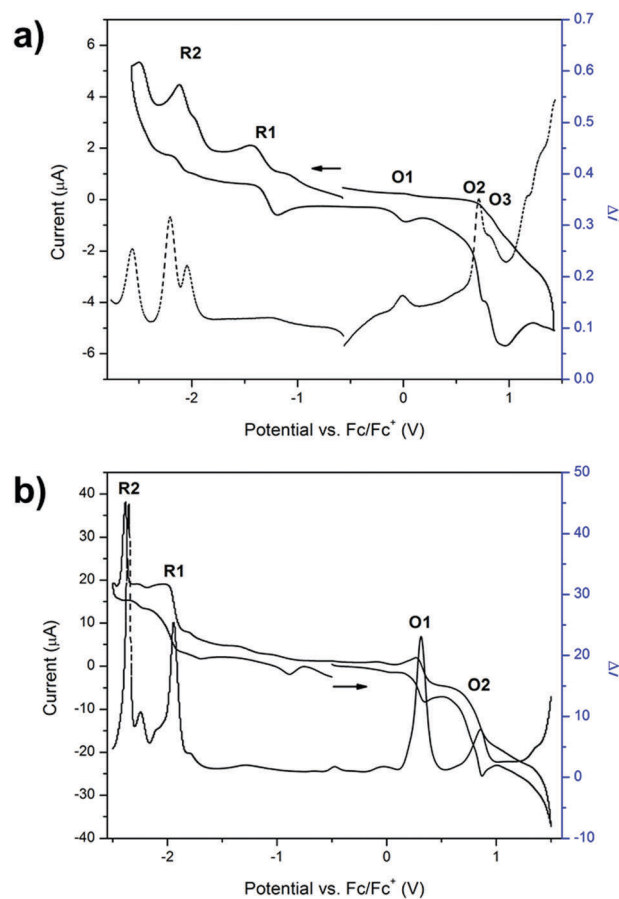 a)
6
4
2
0
-2
-4
-6
Current (μA)
R2
R1
O1
O2
O3
0.7
0.6
0.5
0.4
0.3
0.2
0.1
0.0
ΔI
-2
-1
0
1
Potential vs. Fc/Fc⁺ (V)
b)
40
30
20
10
0
-10
-20
-30
-40
Current (μA)
R2
R1
O1
O2
50
40
30
20
10
0
-10
ΔI
-2
-1
0
1
Potential vs. Fc/Fc⁺ (V)